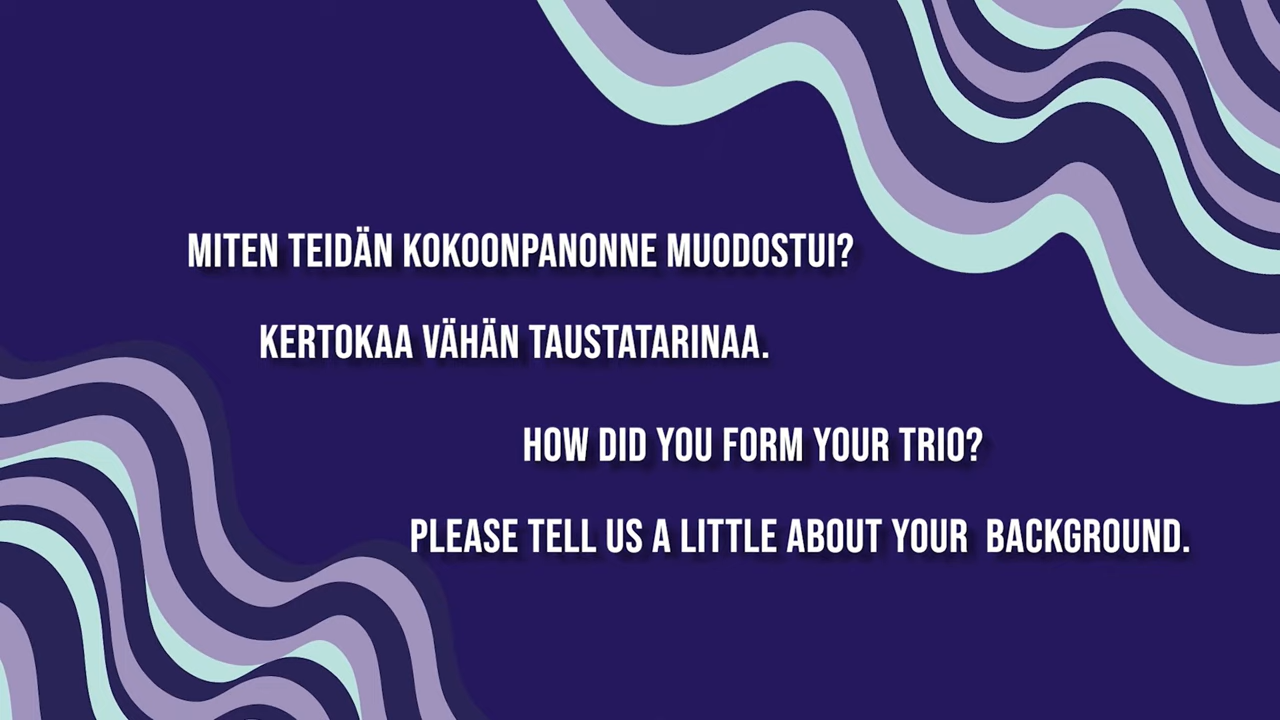 MITEN TEIDÄN KOKOONPANONNE MUODOSTUI?
KERTOKAA VÄHÄN TAUSTATARINAA.
HOW DID YOU FORM YOUR TRIO?
PLEASE TELL US A LITTLE ABOUT YOUR  BACKGROUND.